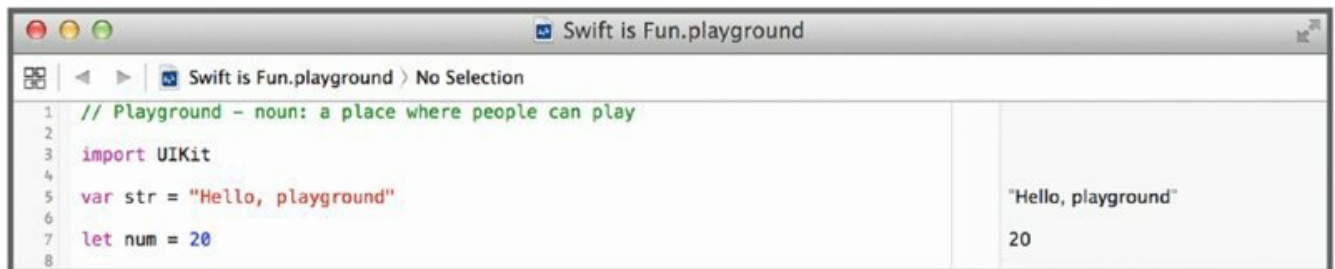 Swift is Fun.playground
Swift is Fun.playground 〉 No Selection
1 // Playground – noun: a place where people can play
2
3 import UIKit
4
5 var str = "Hello, playground" "Hello, playground"
6
7 let num = 20 20
8